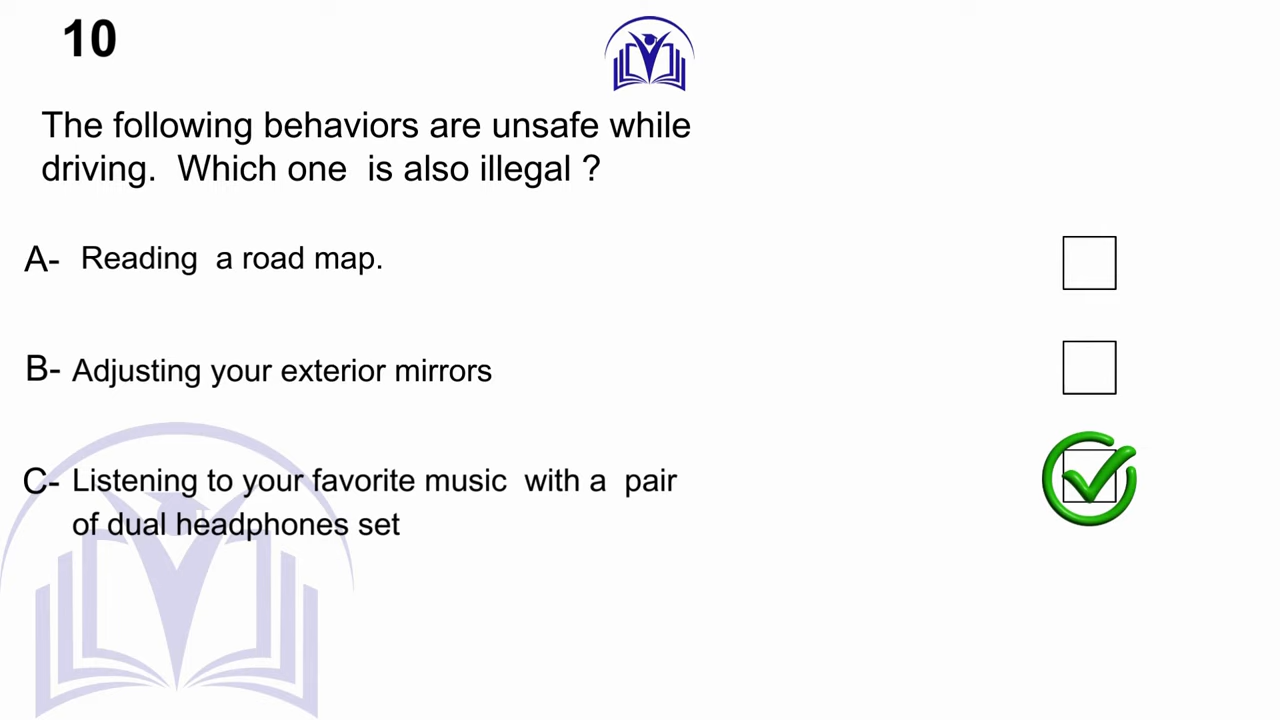 10
The following behaviors are unsafe while
driving.  Which one  is also illegal ?
A-  Reading  a road map.
B- Adjusting your exterior mirrors
C- Listening to your favorite music  with a  pair
of dual headphones set